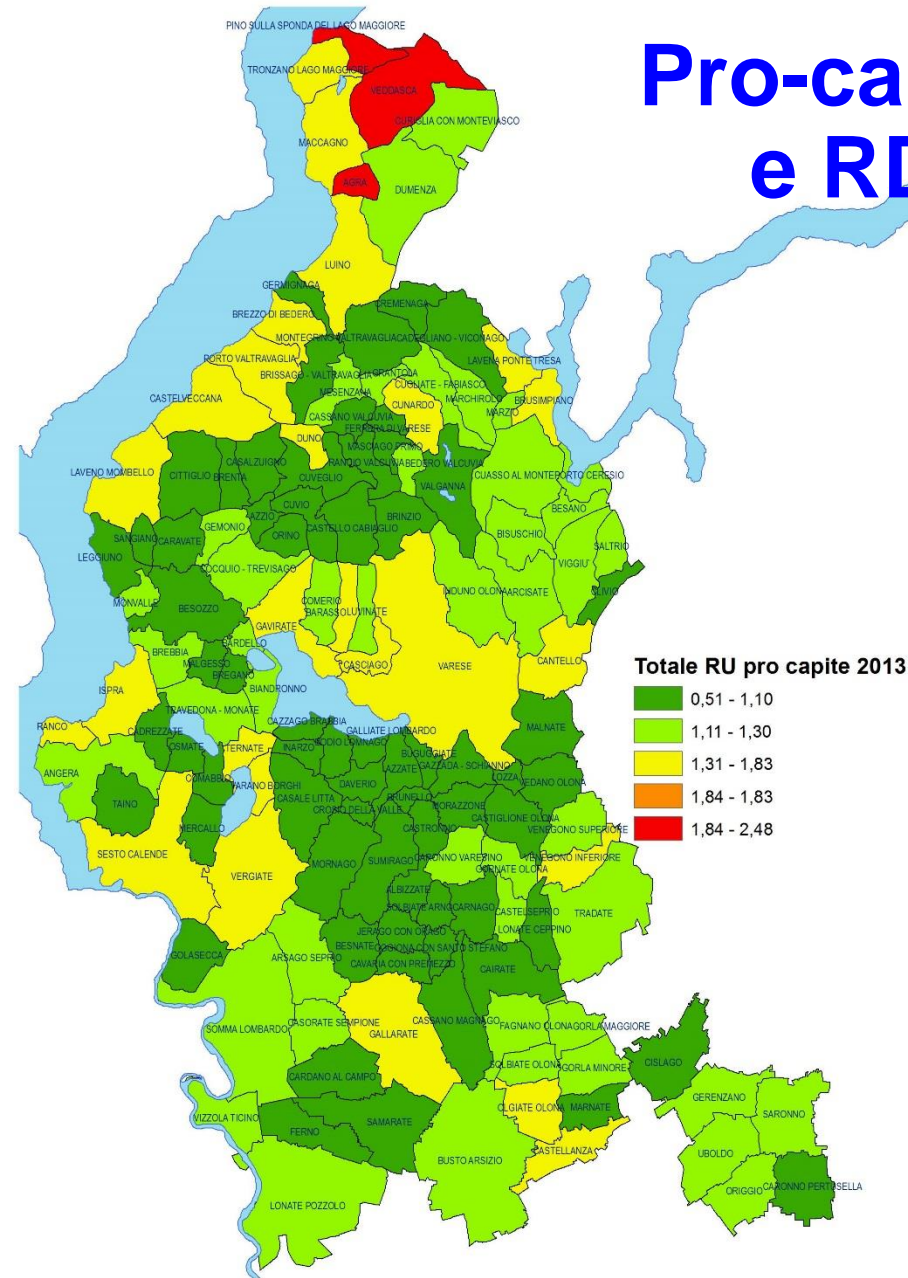 Pro-ca
e RD
PINO SULLA SPONDA DEL LAGO MAGGIORE
TRONZANO LAGO MAGGIORE
VEDDASCA
CURIGLIA CON MONTEVIASCO
MACCAGNO
AGRA
DUMENZA
LUINO
GERMIGNAGA
CREMENAGA
BREZZO DI BEDERO
MONTEGRINO VALTRAVAGLIA
CADEGLIANO - VICONAGO
PORTO VALTRAVAGLIA
LAVENA PONTE TRESA
BRISSAGO - VALTRAVAGLIA
GRANTOLA
MESENZANA
CUGLIATE - FABIASCO
CASTELVECCANA
MARCHIROLO
BRUSIMPIANO
CUNARDO
MARZIO
CASSANO VALCUVIA
FERRERA DI VARESE
DUNO
MASCIAGO PRIMO
CASALZUIGNO
RANCIO VALCUVIA
BEDERO VALCUVIA
LAVENO MOMBELLO
CITTIGLIO
BRENTA
CUVEGLIO
VALGANNA
CUASSO AL MONTE
PORTO CERESIO
CUVIO
BESANO
AZZIO
CASTELLO CABIAGLIO
BRINZIO
GEMONIO
ORINO
BISUSCHIO
SANGIANO
CARAVATE
SALTRIO
LEGGIUNO
VIGGIU'
COCQUIO - TREVISAGO
CLIVIO
INDUNO OLONA
ARCISATE
MONVALLE
BESOZZO
COMERIO
BARASSO
LUVINATE
GAVIRATE
BARDELLO
BREBBIA
MALGESSO
CASCIAGO
VARESE
CANTELLO
BREGANO
Totale RU pro capite 2013
0,51 - 1,10
1,11 - 1,30
1,31 - 1,83
1,84 - 1,83
1,84 - 2,48
ISPRA
BIANDRONNO
TRAVEDONA - MONATE
RANCO
CAZZAGO BRABBIA
GALLIATE LOMBARDO
MALNATE
CADREZZATE
OSMATE
TERNATE
INARZO
BODIO LOMNAGO
BUGUGGIATE
GAZZADA - SCHIANNO
ANGERA
COMABBIO
VARANO BORGHI
DAVERIO
AZZATE
LOZZA
VEDANO OLONA
TAINO
CASALE LITTA
BRUNELLO
MORAZZONE
CROSIO DELLA VALLE
CASTIGLIONE OLONA
MERCALLO
CASTRONNO
VENEGONO SUPERIORE
SESTO CALENDE
MORNAGO
SUMIRAGO
CARONNO VARESINO
VENEGONO INFERIORE
VERGIATE
GORNATE OLONA
ALBIZZATE
SOLBIATE ARNO
CARNAGO
CASTELSEPRIO
TRADATE
LONATE CEPPINO
JERAGO CON ORAGO
GOLASECCA
ARSAGO SEPRIO
BESNATE
OGGIONA CON SANTO STEFANO
CAVARIA CON PREMEZZO
CAIRATE
SOMMA LOMBARDO
CASORATE SEMPIONE
GALLARATE
CASSANO MAGNAGO
FAGNANO OLONA
GORLA MAGGIORE
CISLAGO
SOLBIATE OLONA
GORLA MINORE
CARDANO AL CAMPO
GERENZANO
VIZZOLA TICINO
OLGIATE OLONA
MARNATE
SARONNO
SAMARATE
FERNO
CASTELLANZA
UBOLDO
BUSTO ARSIZIO
ORIGGIO
CARONNO PERTUSELLA
LONATE POZZOLO